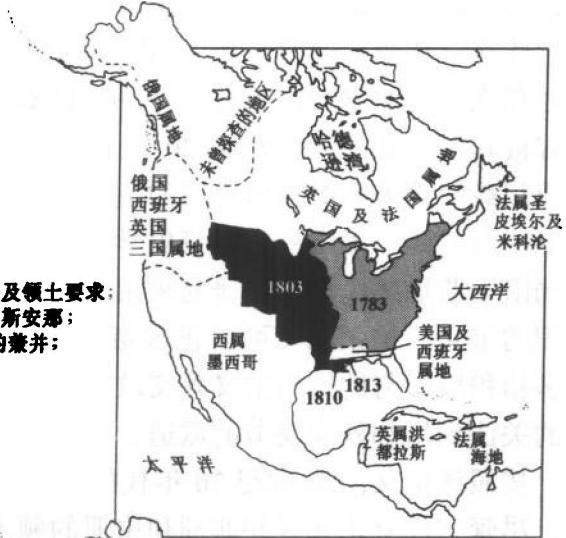 俄国属地
未曾探查的地区
哈德
逊湾
英国及法国属地
俄国
西班牙
英国
三国属地
法属圣
皮埃尔及
米科沦
及领土要求；
斯安那；
的兼并；
1803
1783
大西洋
西属
墨西哥
美国及
西班牙
属地
1810
1813
英属洪
都拉斯
法属
海地
太平洋